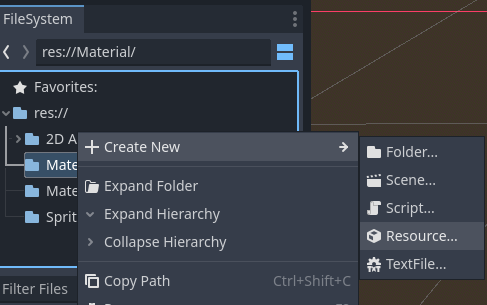 FileSystem
res://Material/
Favorites:
res://
2D A
Mate
Mate
Sprit
Create New
Expand Folder
Expand Hierarchy
Collapse Hierarchy
Copy Path Ctrl+Shift+C
Folder...
Scene...
Script...
Resource...
TextFile...
Filter Files